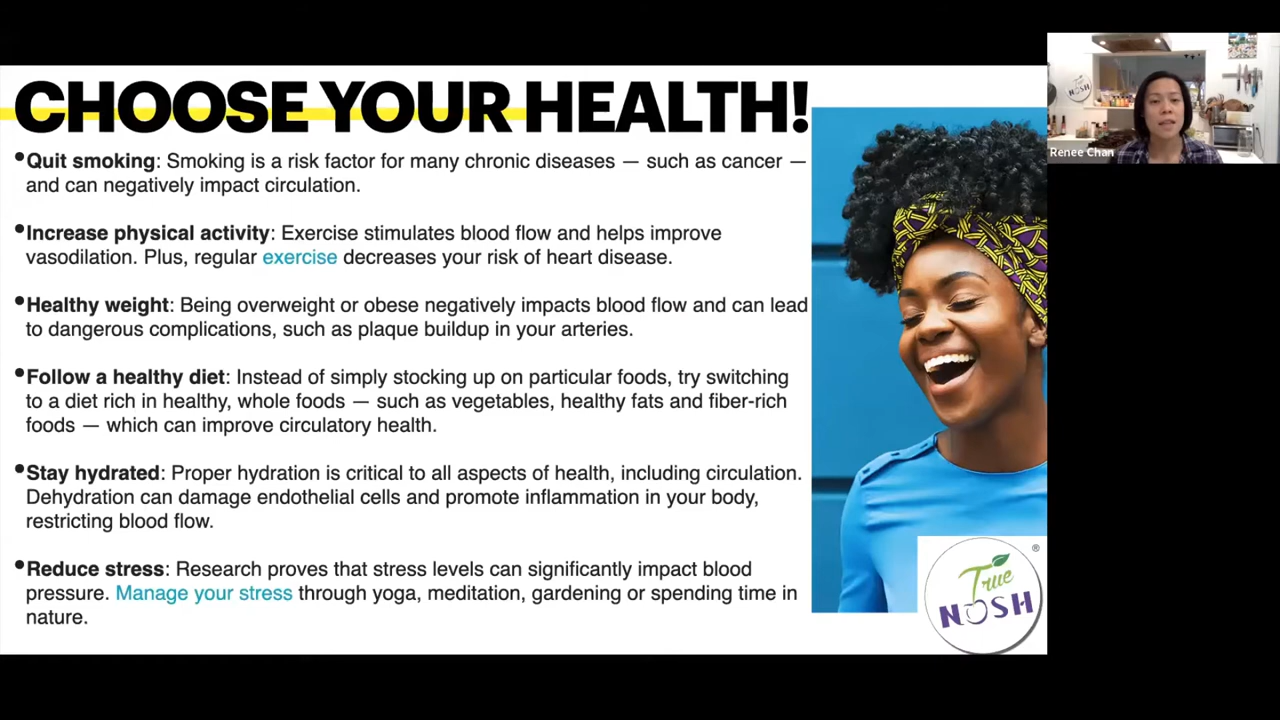 CHOOSE YOUR HEALTH!
•Quit smoking: Smoking is a risk factor for many chronic diseases — such as cancer —
and can negatively impact circulation.
•Increase physical activity: Exercise stimulates blood flow and helps improve
vasodilation. Plus, regular exercise decreases your risk of heart disease.
•Healthy weight: Being overweight or obese negatively impacts blood flow and can lead
to dangerous complications, such as plaque buildup in your arteries.
•Follow a healthy diet: Instead of simply stocking up on particular foods, try switching
to a diet rich in healthy, whole foods — such as vegetables, healthy fats and fiber-rich
foods — which can improve circulatory health.
•Stay hydrated: Proper hydration is critical to all aspects of health, including circulation.
Dehydration can damage endothelial cells and promote inflammation in your body,
restricting blood flow.
•Reduce stress: Research proves that stress levels can significantly impact blood
pressure. Manage your stress through yoga, meditation, gardening or spending time in
nature.
True
NOSH
®
NOSH
Renee Chan